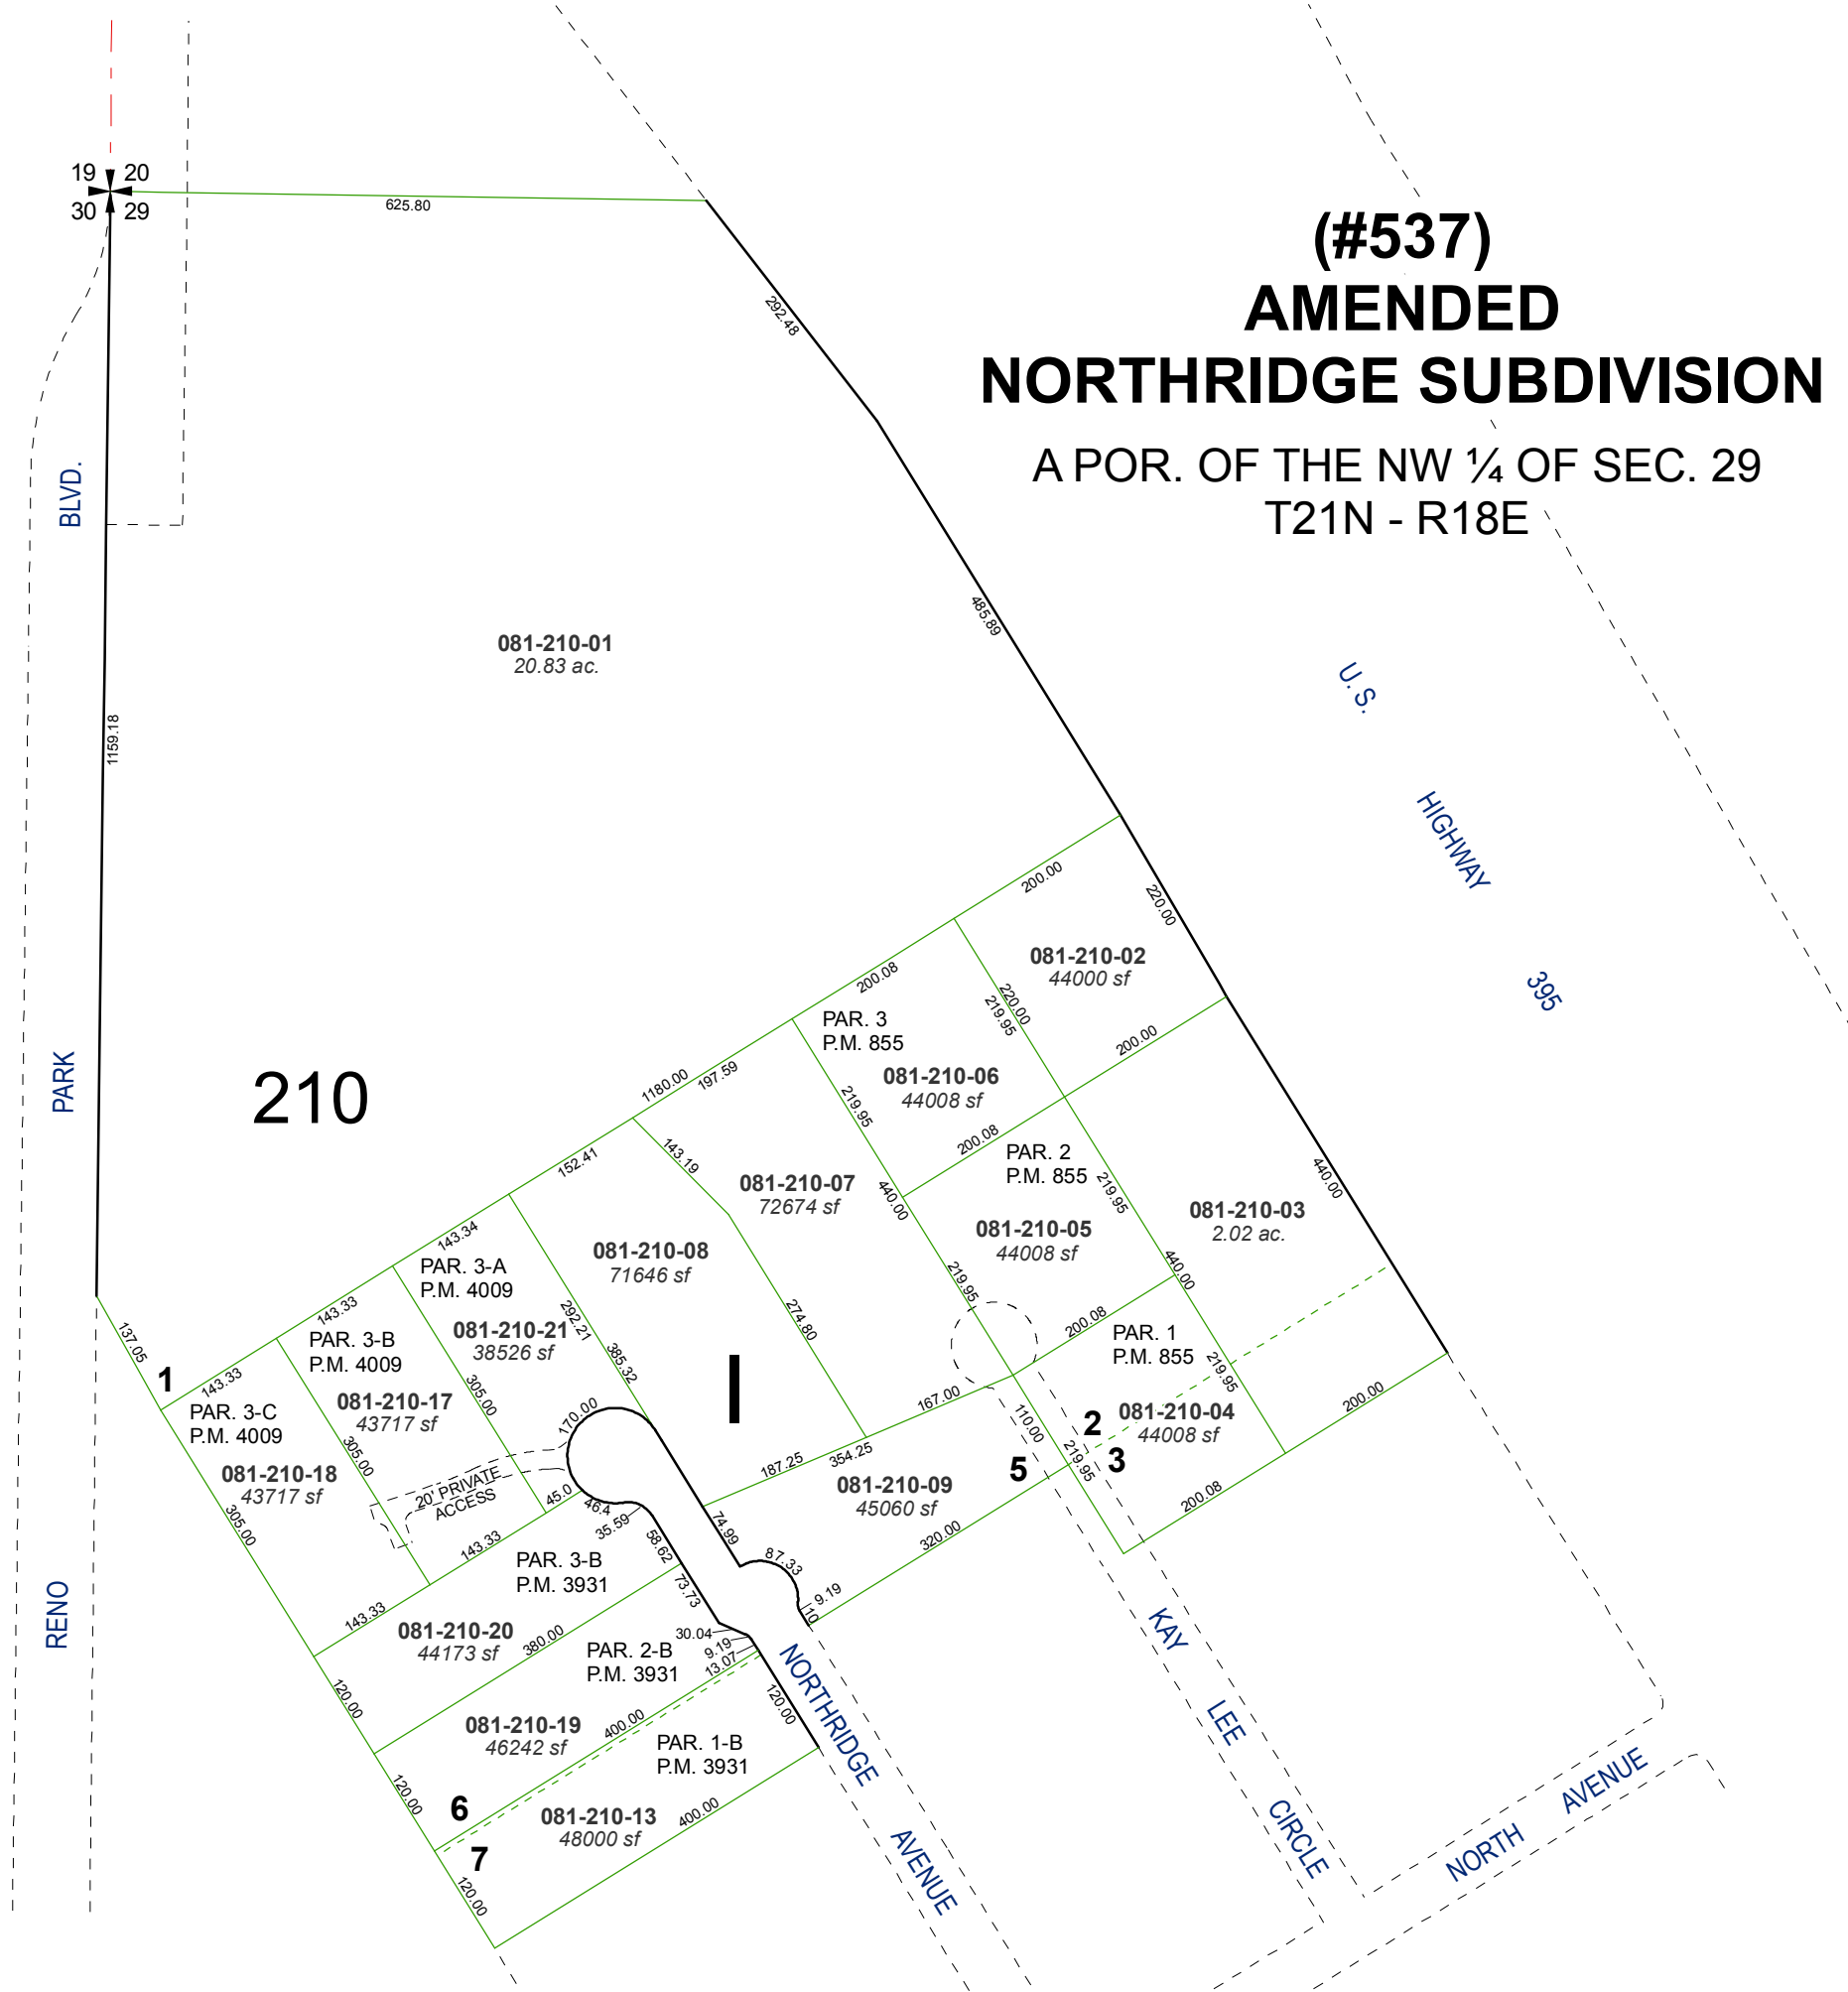 19 20
30 29
625.80
292.48
(#537)
AMENDED
NORTHRIDGE SUBDIVISION
A POR. OF THE NW ¼ OF SEC. 29
T21N - R18E
BLVD.
PARK
RENO
485.89
081-210-01
20.83 ac.
1159.18
U. S.
HIGHWAY
395
210
200.00
220.00
081-210-02
44000 sf
200.08
220.00
219.95
200.00
PAR. 3
P.M. 855
081-210-06
44008 sf
1180.00
197.59
219.95
200.08
PAR. 2
P.M. 855
152.41
143.19
081-210-07
72674 sf
440.00
219.95
440.00
081-210-03
2.02 ac.
081-210-05
44008 sf
143.34
081-210-08
71646 sf
PAR. 3-A
P.M. 4009
219.95
440.00
143.33
292.21
274.80
PAR. 3-B
P.M. 4009
081-210-21
38526 sf
385.32
200.08
PAR. 1
P.M. 855
137.05
1
143.33
219.95
I
305.00
167.00
200.00
PAR. 3-C
P.M. 4009
081-210-17
43717 sf
170.00
110.00
2
081-210-04
44008 sf
305.00
187.25
354.25
219.95
3
5
081-210-18
43717 sf
20' PRIVATE
ACCESS
45.0
46.4
081-210-09
45060 sf
200.08
305.00
35.59
74.99
320.00
143.33
58.62
PAR. 3-B
P.M. 3931
87.33
73.73
9.19
10
143.33
081-210-20
44173 sf
380.00
30.04
9.19
13.07
PAR. 2-B
P.M. 3931
120.00
120.00
081-210-19
46242 sf
400.00
PAR. 1-B
P.M. 3931
120.00
6
7
081-210-13
48000 sf
400.00
120.00
NORTHRIDGE
AVENUE
KAY
LEE
CIRCLE
NORTH
AVENUE